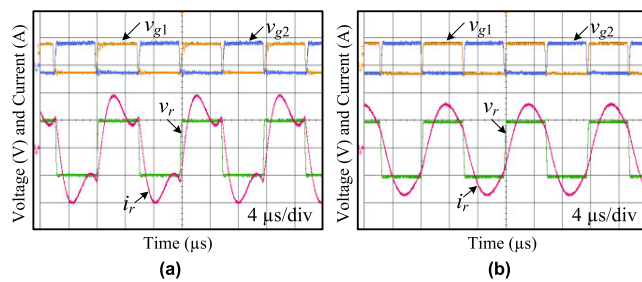 Voltage (V) and Current (A)
v_g1
v_g2
v_r
i_r
4 µs/div
Time (µs)
(a)
Voltage (V) and Current (A)
v_g1
v_g2
v_r
i_r
4 µs/div
Time (µs)
(b)